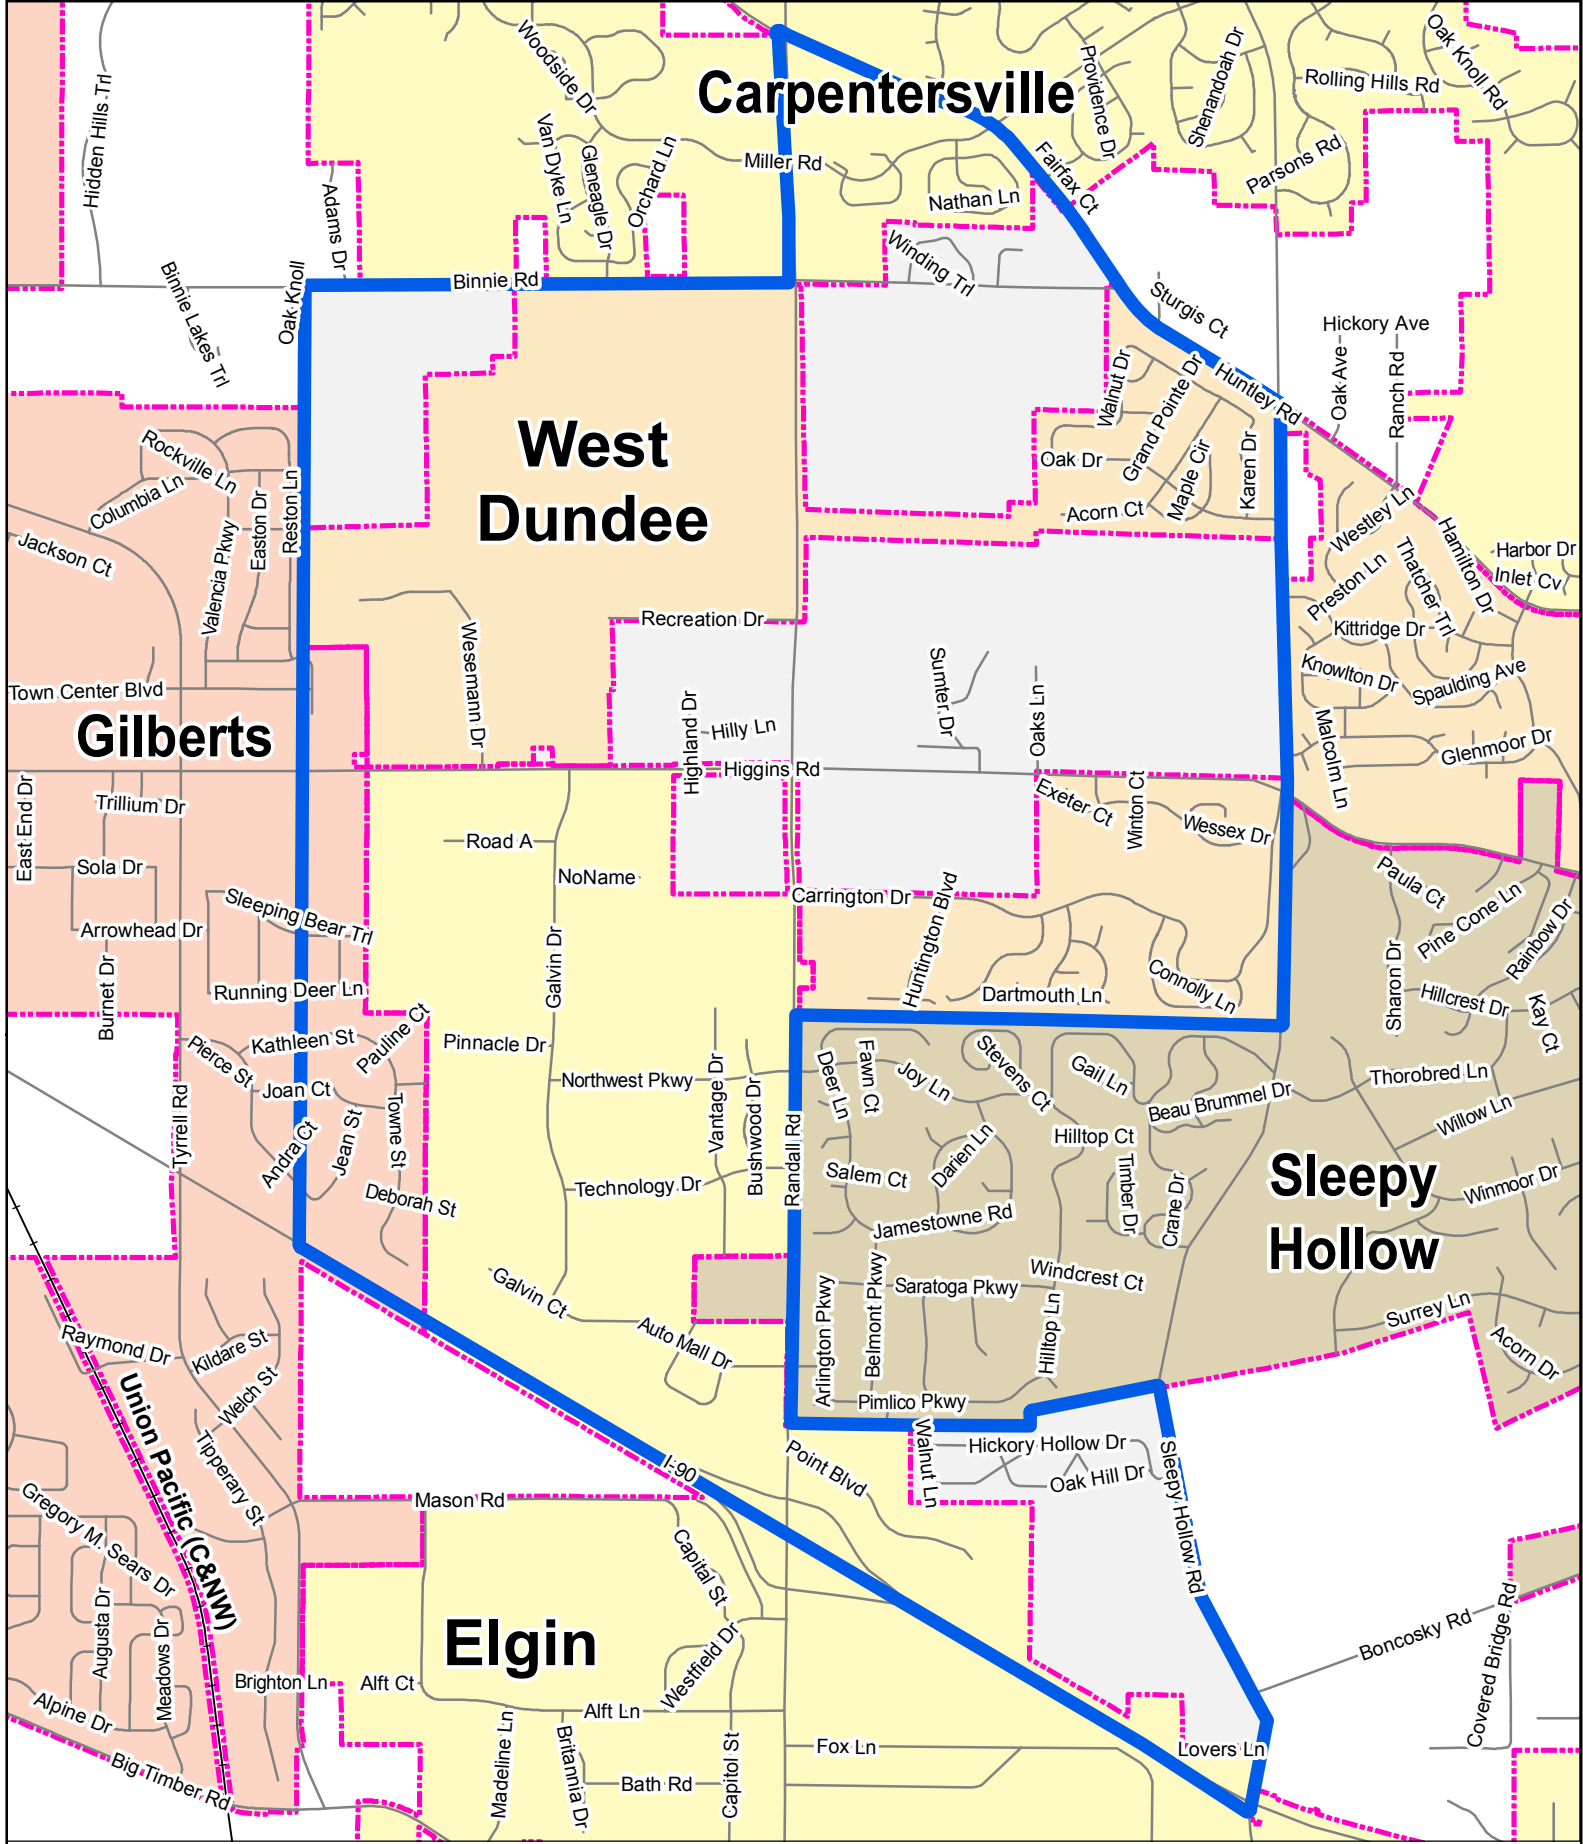 Woodside Dr
Carpentersville
Providence Dr
Shenandoah Dr
Oak Knoll Rd
Rolling Hills Rd
Hidden Hills Trl
Van Dyke Ln
Gleneagle Dr
Orchard Ln
Miller Rd
Fairfax Ct
Parsons Rd
Nathan Ln
Adams Dr
Winding Trl
Binnie Lakes Trl
Oak Knoll
Binnie Rd
Sturgis Ct
Hickory Ave
Oak Ave
Ranch Rd
Walnut Dr
Grand Pointe Dr
Huntley Rd
West
Dundee
Rockville Ln
Columbia Ln
Oak Dr
Maple Cir
Karen Dr
Acorn Ct
Jackson Ct
Valencia Pkwy
Easton Dr
Reston Ln
Westley Ln
Hamilton Dr
Harbor Dr
Inlet Cv
Preston Ln
Thatcher Trl
Kittridge Dr
Recreation Dr
Wesemann Dr
Sumter Dr
Oaks Ln
Knowlton Dr
Spaulding Ave
Town Center Blvd
Gilberts
Highland Dr
Hilly Ln
Malcolm Ln
Glenmoor Dr
Higgins Rd
Exeter Ct
Winton Ct
Wessex Dr
East End Dr
Trillium Dr
Road A
Sola Dr
NoName
Carrington Dr
Huntington Blvd
Paula Ct
Pine Cone Ln
Rainbow Dr
Sleeping Bear Trl
Arrowhead Dr
Burnet Dr
Galvin Dr
Running Deer Ln
Dartmouth Ln
Connolly Ln
Sharon Dr
Hillcrest Dr
Kay Ct
Kathleen St
Pauline Ct
Pierce St
Pinnacle Dr
Joan Ct
Northwest Pkwy
Vantage Dr
Bushwood Dr
Deer Ln
Fawn Ct
Joy Ln
Stevens Ct
Gail Ln
Beau Brummel Dr
Thorobred Ln
Willow Ln
Tyrrell Rd
Andra Ct
Jean St
Towne St
Randall Rd
Hilltop Ct
Darien Ln
Salem Ct
Timber Dr
Crane Dr
Sleepy
Hollow
Winmoor Dr
Deborah St
Technology Dr
Jamestowne Rd
Galvin Ct
Arlington Pkwy
Belmont Pkwy
Saratoga Pkwy
Windcrest Ct
Hilltop Ln
Surrey Ln
Acorn Dr
Raymond Dr
Kildare St
Auto Mall Dr
Pimlico Pkwy
Union Pacific (C&NW)
Welch St
Tipperary St
I-90
Point Blvd
Walnut Ln
Hickory Hollow Dr
Oak Hill Dr
Sleepy Hollow Rd
Mason Rd
Gregory M. Sears Dr
Capital St
Augusta Dr
Meadows Dr
Elgin
Westfield Dr
Boncosky Rd
Covered Bridge Rd
Brighton Ln
Alft Ct
Alpine Dr
Alft Ln
Madeline Ln
Britannia Dr
Capitol St
Fox Ln
Lovers Ln
Bath Rd
Big Timber Rd